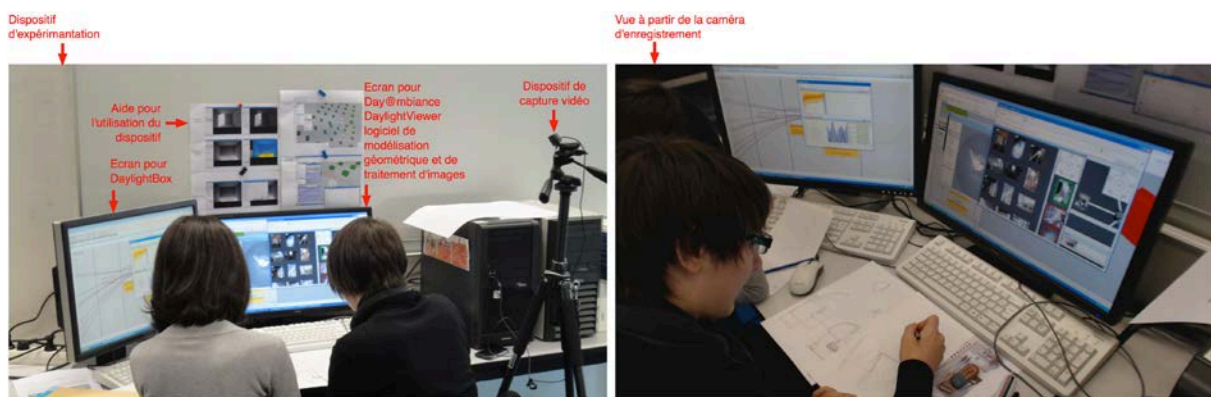 Dispositif
d'expérimantation
Aide pour
l'utilisation du
dispositif
Ecran pour
DaylightBox
Ecran pour
Day@mbiance
DaylightViewer
logiciel de
modélisation
géométrique et de
traitement d'images
Dispositif de
capture vidéo
Vue à partir de la caméra
d'enregistrement